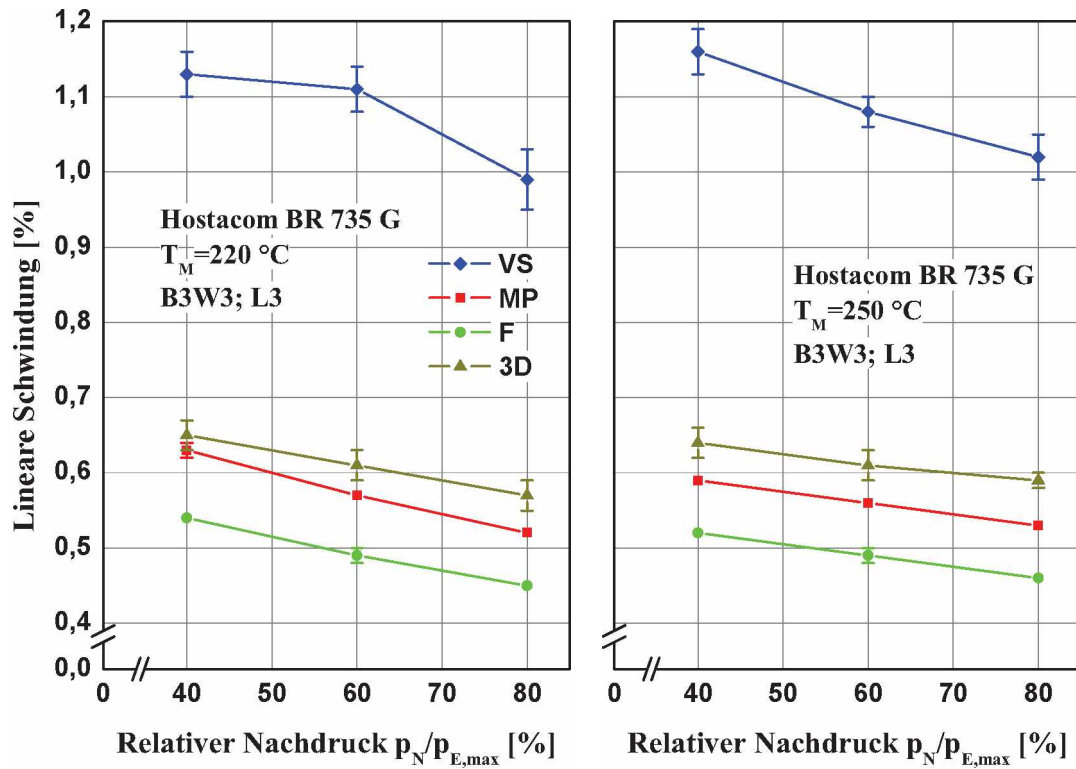 1,2
1,1
1,0
0,9
0,8
0,7
0,6
0,5
0,4
0,0
Lineare Schwindung [%]
Hostacom BR 735 G
T_M=220 °C
B3W3; L3
VS
MP
F
3D
0 40 50 60 70 80
Relativer Nachdruck p_N/p_E,max [%]
Hostacom BR 735 G
T_M=250 °C
B3W3; L3
0 40 50 60 70 80
Relativer Nachdruck p_N/p_E,max [%]